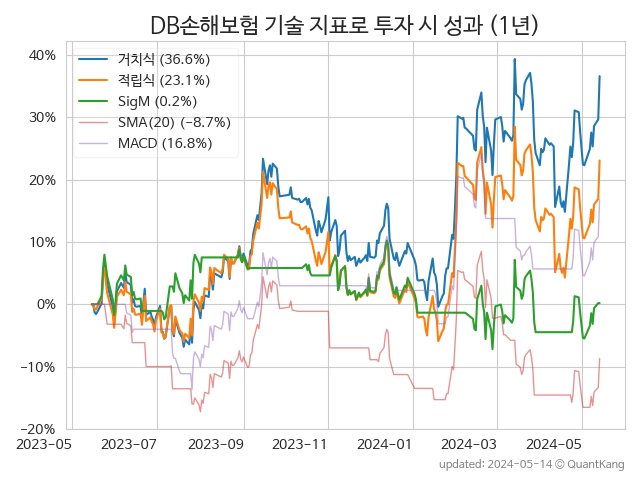 DB손해보험 기술 지표로 투자 시 성과 (1년)
거치식 (36.6%)
적립식 (23.1%)
SigM (0.2%)
SMA(20) (−8.7%)
MACD (16.8%)
40%
30%
20%
10%
0%
−10%
−20%
2023-05 2023-07 2023-09 2023-11 2024-01 2024-03 2024-05
updated: 2024-05-14 ⓒ QuantKang